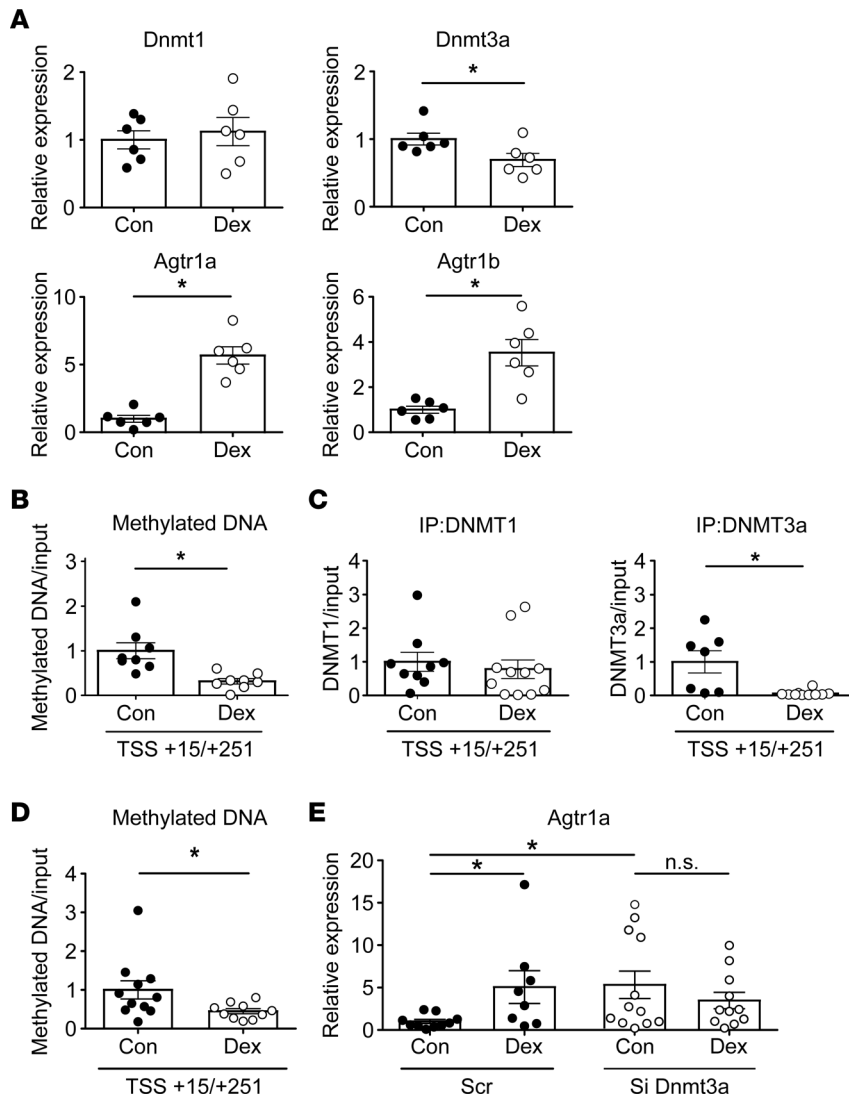 A
Dnmt1
Relative expression
2
1
0
Con Dex
Dnmt3a
Relative expression
2
1
0
*
Con Dex
Agtr1a
Relative expression
10
5
0
*
Con Dex
Agtr1b
Relative expression
6
4
2
0
*
Con Dex
B
Methylated DNA
Methylated DNA/input
3
2
1
0
*
Con Dex
TSS +15/+251
C
IP:DNMT1
DNMT1/input
4
3
2
1
0
Con Dex
TSS +15/+251
IP:DNMT3a
DNMT3a/input
4
3
2
1
0
*
Con Dex
TSS +15/+251
D
Methylated DNA
Methylated DNA/input
4
3
2
1
0
*
Con Dex
TSS +15/+251
E
Agtr1a
Relative expression
20
15
10
5
0
*
*
n.s.
Con Dex Con Dex
Scr Si Dnmt3a